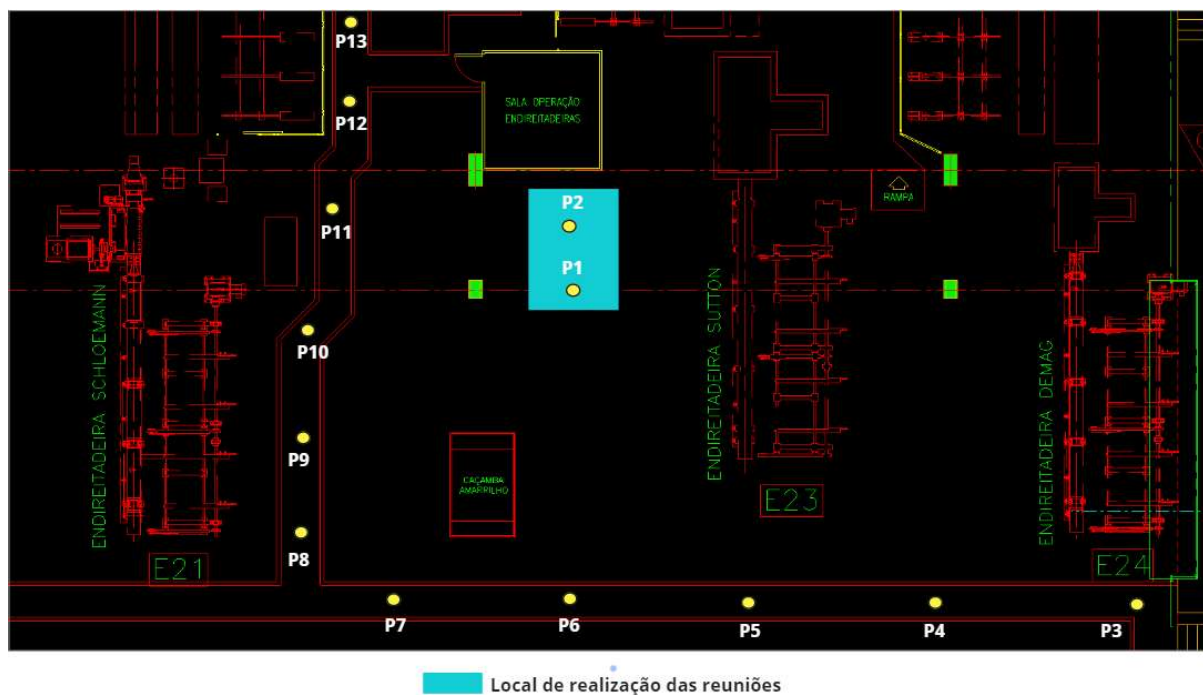 P13
P12
SALA OPERAÇÃO
ENDIREITADEIRAS
P2
P11
RAMPA
P1
ENDIREITADEIRA SCHLOEMANN
ENDIREITADEIRA SUTTON
ENDIREITADEIRA DEMAG
P10
P9
CAÇAMBA
AMARRILHO
E23
P8
E21
E24
P7
P6
P5
P4
P3
Local de realização das reuniões